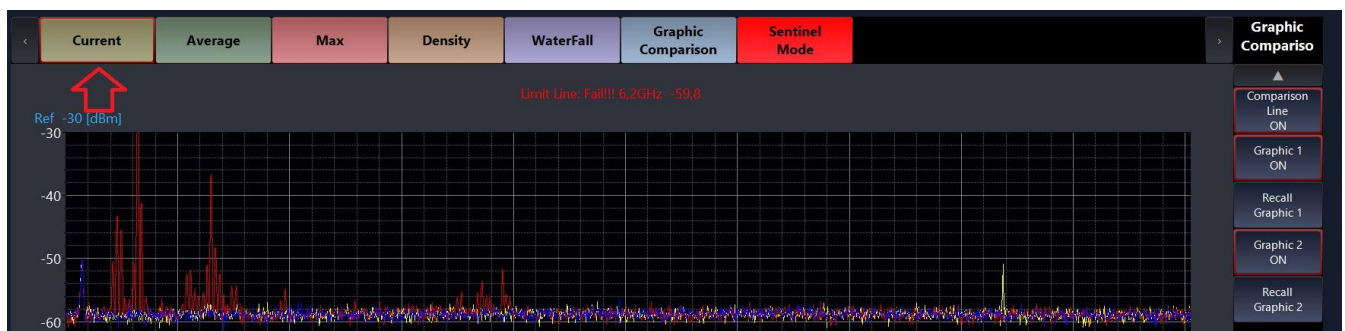 Current
Average
Max
Density
WaterFall
Graphic
Comparison
Sentinel
Mode
Graphic
Compariso
Limit Line: Fail!!! 6,2GHz -59,8
Ref -30 [dBm]
-30
-40
-50
-60
Comparison
Line
ON
Graphic 1
ON
Recall
Graphic 1
Graphic 2
ON
Recall
Graphic 2